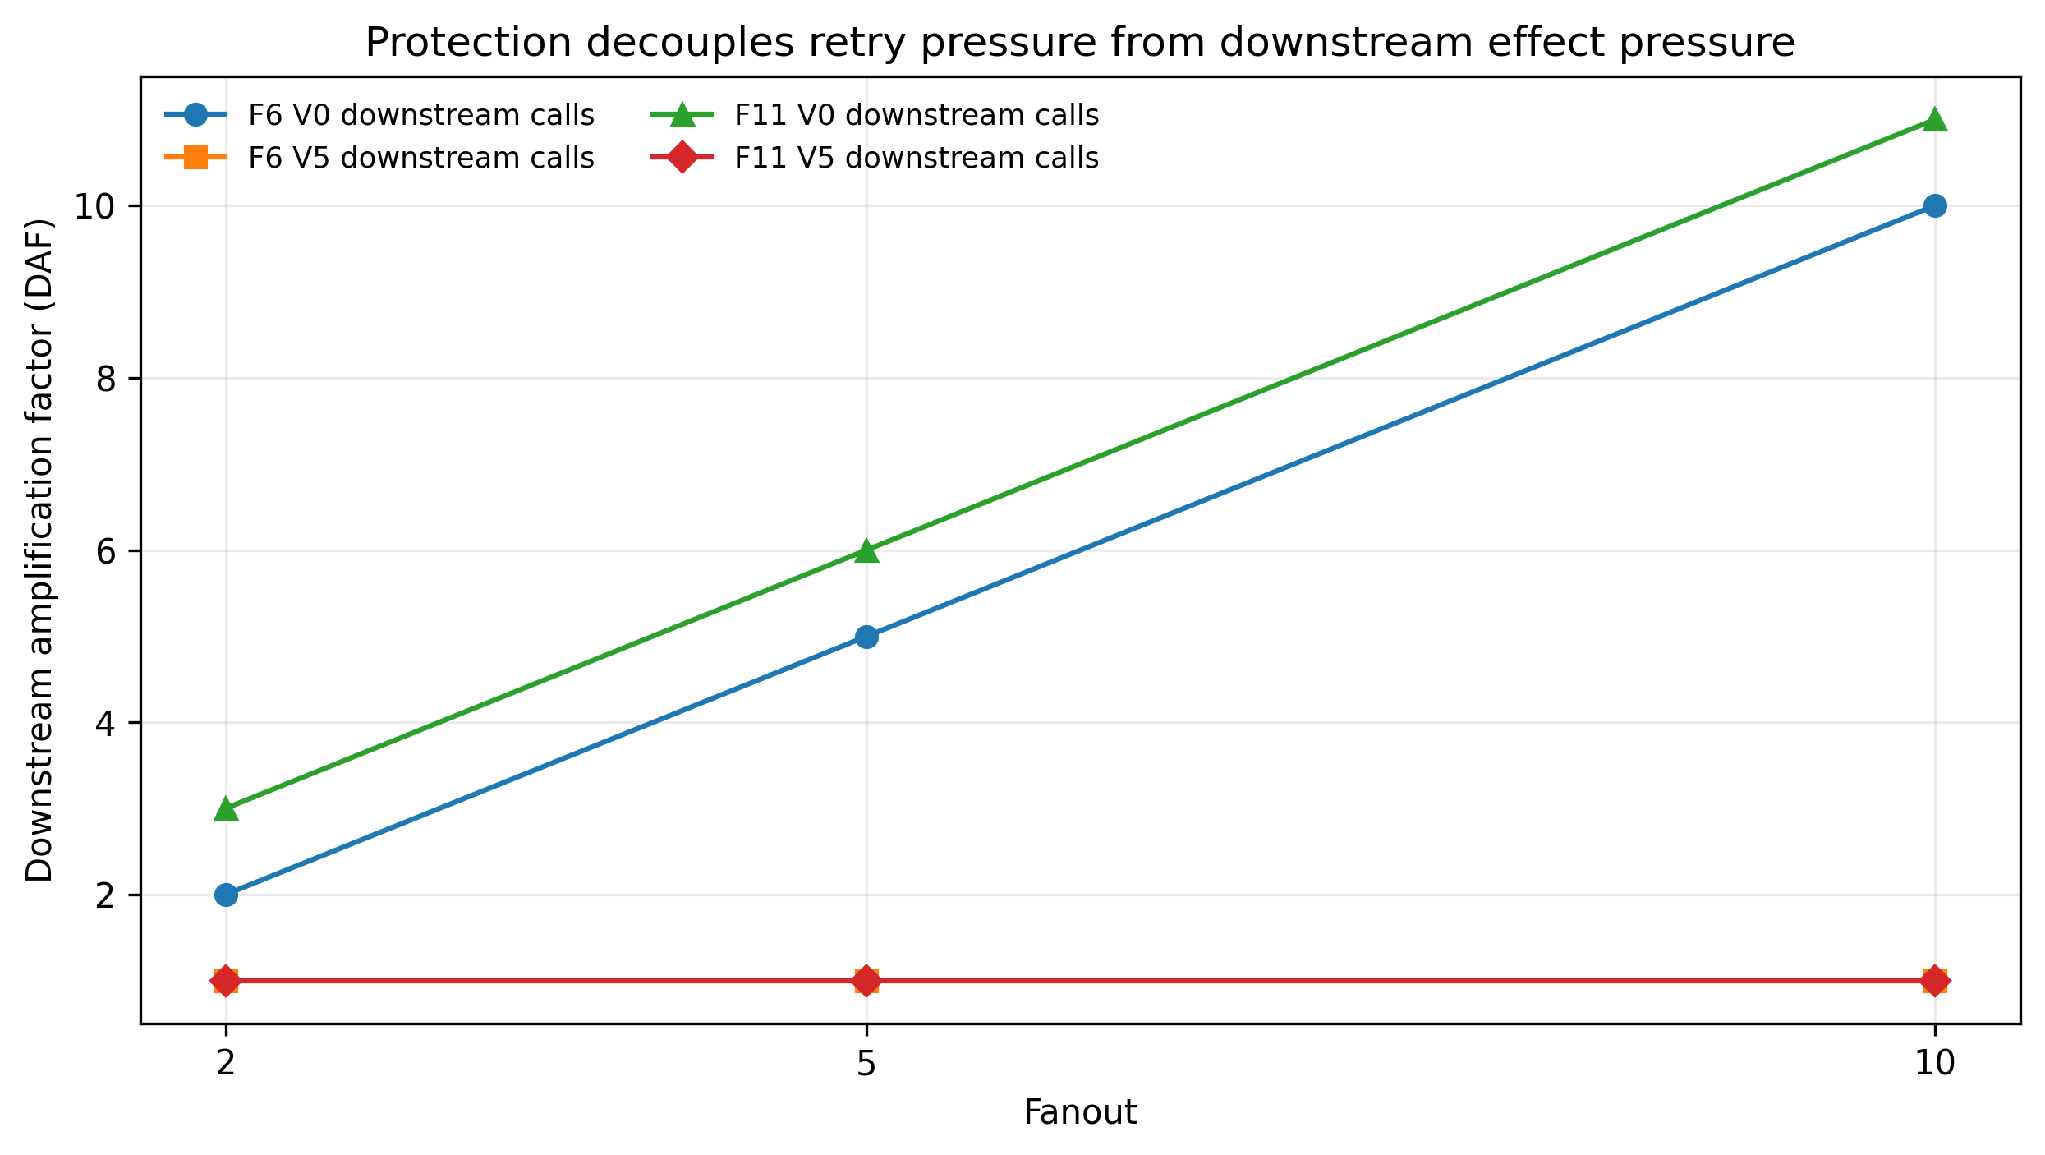 Protection decouples retry pressure from downstream effect pressure
F6 V0 downstream calls
F6 V5 downstream calls
F11 V0 downstream calls
F11 V5 downstream calls
Downstream amplification factor (DAF)
10
8
6
4
2
2
5
10
Fanout